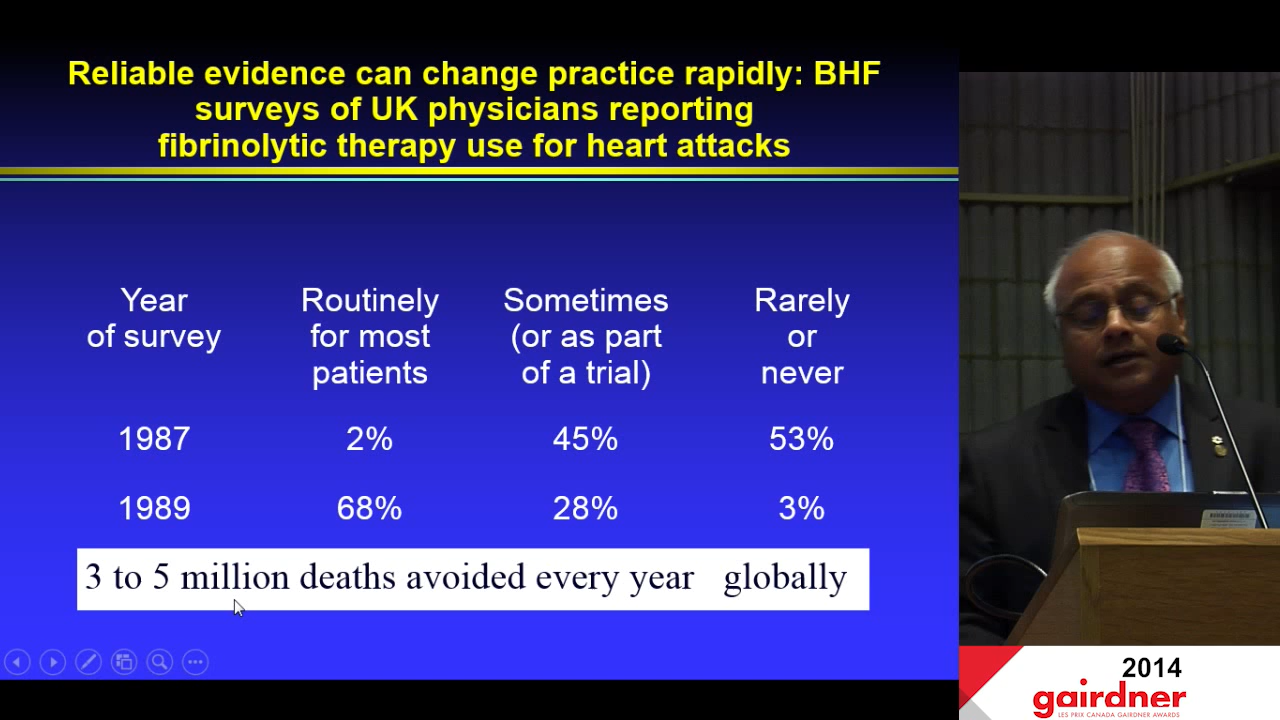 Reliable evidence can change practice rapidly: BHF
surveys of UK physicians reporting
fibrinolytic therapy use for heart attacks
Year
of survey
Routinely
for most
patients
Sometimes
(or as part
of a trial)
Rarely
or
never
1987 2% 45% 53%
1989 68% 28% 3%
3 to 5 million deaths avoided every year globally
2014
gairdner
LES PRIX CANADA GAIRDNER AWARDS